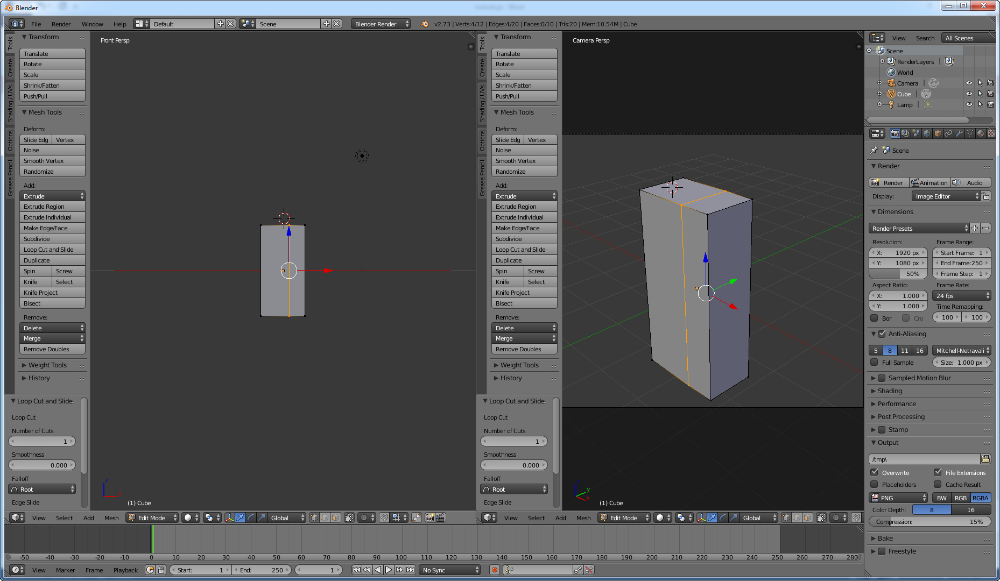 Blender
File Render Window Help Default Scene Blender Render v2.73 | Verts:4/12 | Edges:4/20 | Faces:0/10 | Tris:20 | Mem:10.54M | Cube
Tools
Create
Shading / UVs
Options
Grease Pencil
Transform
Translate
Rotate
Scale
Shrink/Fatten
Push/Pull
Mesh Tools
Deform:
Slide Edg Vertex
Noise
Smooth Vertex
Randomize
Add:
Extrude
Extrude Region
Extrude Individual
Make Edge/Face
Subdivide
Loop Cut and Slide
Duplicate
Spin Screw
Knife Select
Knife Project
Bisect
Remove:
Delete
Merge
Remove Doubles
Weight Tools
History
Loop Cut and Slide
Loop Cut
Number of Cuts
1
Smoothness
0.000
Falloff
Root
Edge Slide
Front Persp
z
x
(1) Cube
View Select Add Mesh Edit Mode Global
Tools
Create
Shading / UVs
Options
Grease Pencil
Transform
Translate
Rotate
Scale
Shrink/Fatten
Push/Pull
Mesh Tools
Deform:
Slide Edg Vertex
Noise
Smooth Vertex
Randomize
Add:
Extrude
Extrude Region
Extrude Individual
Make Edge/Face
Subdivide
Loop Cut and Slide
Duplicate
Spin Screw
Knife Select
Knife Project
Bisect
Remove:
Delete
Merge
Remove Doubles
Weight Tools
History
Loop Cut and Slide
Loop Cut
Number of Cuts
1
Smoothness
0.000
Falloff
Root
Edge Slide
Camera Persp
y
x
(1) Cube
View Select Add Mesh Edit Mode Global
View Search All Scenes
Scene
RenderLayers |
World
Camera |
Cube |
Lamp |
Scene
Render
Render Animation Audio
Display: Image Editor
Dimensions
Render Presets
Resolution: Frame Range:
X: 1920 px Start Frame: 1
Y: 1080 px End Frame:250
50% Frame Step: 1
Aspect Ratio: Frame Rate:
X: 1.000 24 fps
Y: 1.000 Time Remapping:
Bor Cro 100 100
Anti-Aliasing
5 8 11 16 Mitchell-Netravali
Full Sample Size: 1.000 px
Sampled Motion Blur
Shading
Performance
Post Processing
Stamp
Output
/tmp\
Overwrite File Extensions
Placeholders Cache Result
PNG BW RGB RGBA
Color Depth: 8 16
Compression: 15%
Bake
Freestyle
-50 -40 -30 -20 -10 0 10 20 30 40 50 60 70 80 90 100 110 120 130 140 150 160 170 180 190 200 210 220 230 240 250 260 270 280
View Marker Frame Playback Start: 1 End: 250 1 No Sync